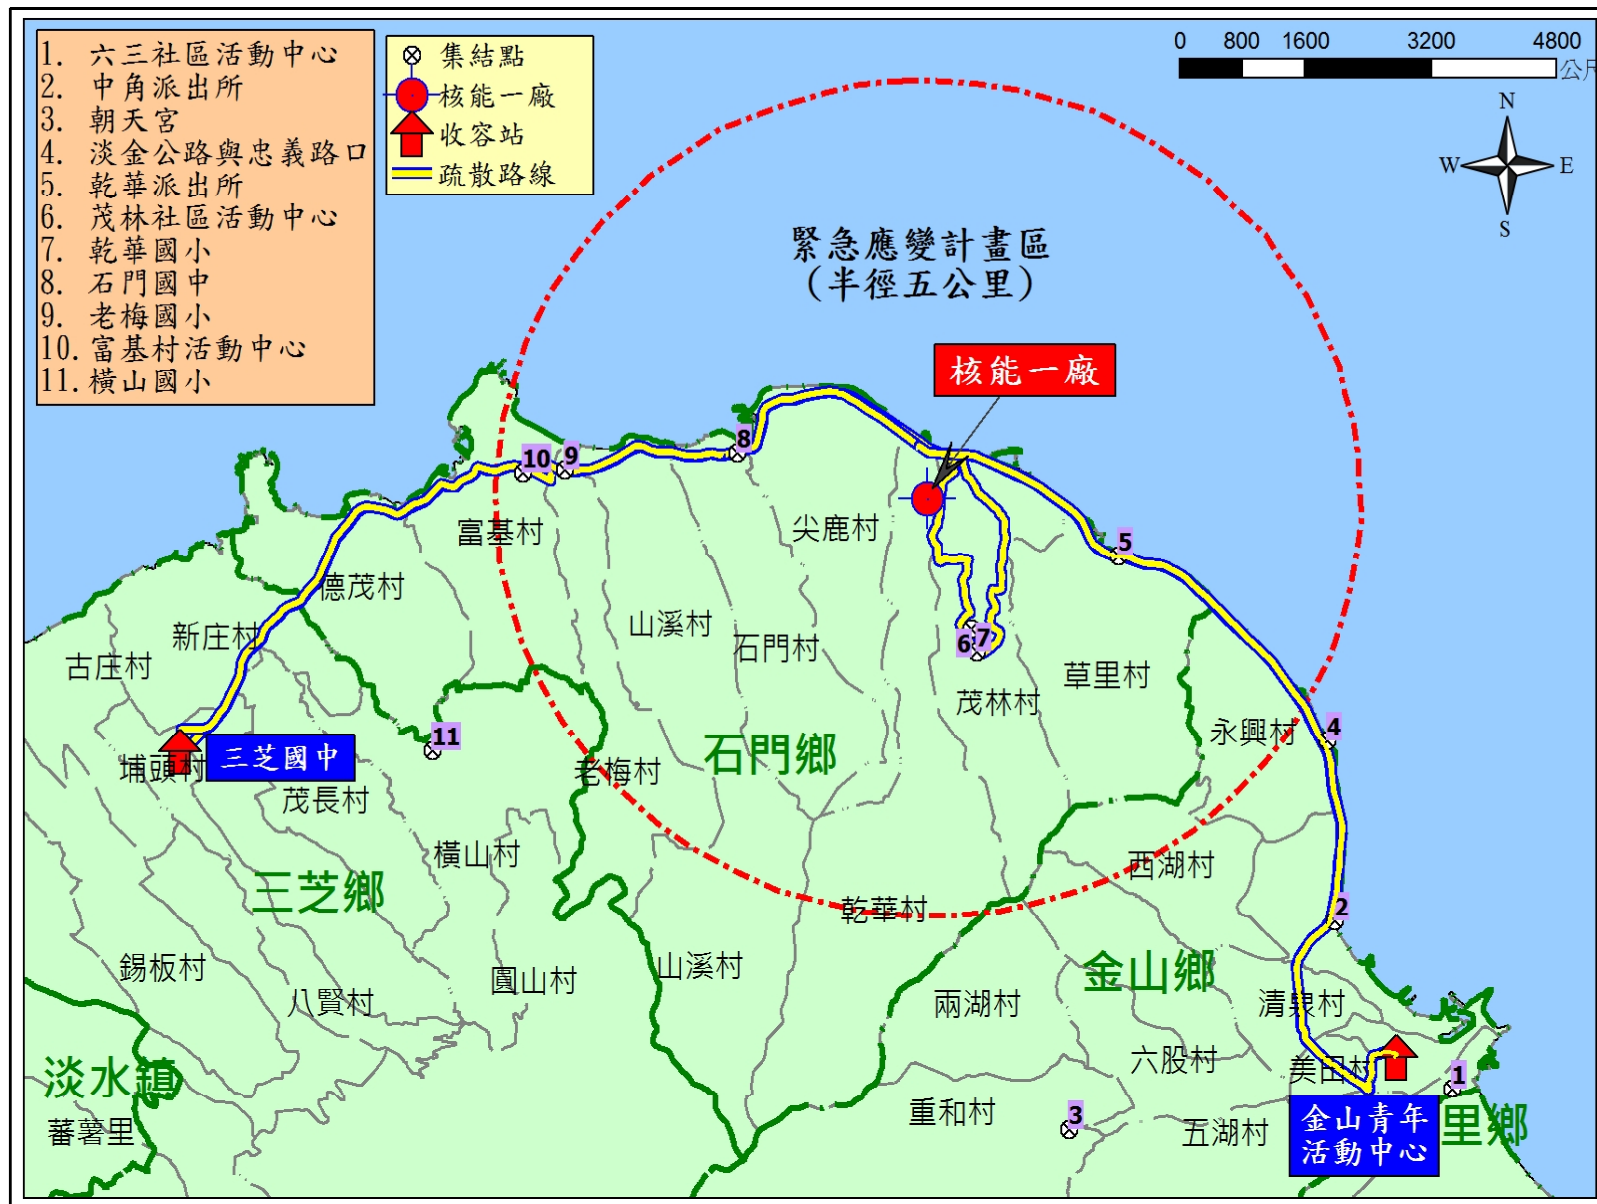 1. 六三社區活動中心
2. 中角派出所
3. 朝天宮
4. 淡金公路與忠義路口
5. 乾華派出所
6. 茂林社區活動中心
7. 乾華國小
8. 石門國中
9. 老梅國小
10. 富基村活動中心
11. 橫山國小
集結點
核能一廠
收容站
疏散路線
0 800 1600 3200 4800
公尺
N
W E
S
緊急應變計畫區
(半徑五公里)
核能一廠
8
10 9
富基村
尖鹿村
5
德茂村
新庄村
山溪村
石門村
6 7
古庄村
草里村
茂林村
永興村
4
11
石門鄉
三芝國中
埔頭村
老梅村
茂長村
橫山村
西湖村
三芝鄉
乾華村
2
錫板村
山溪村
圓山村
金山鄉
八賢村
兩湖村
清泉村
六股村
美田村
淡水鎮
1
重和村
3
蕃薯里
五湖村
金山青年
活動中心
里鄉